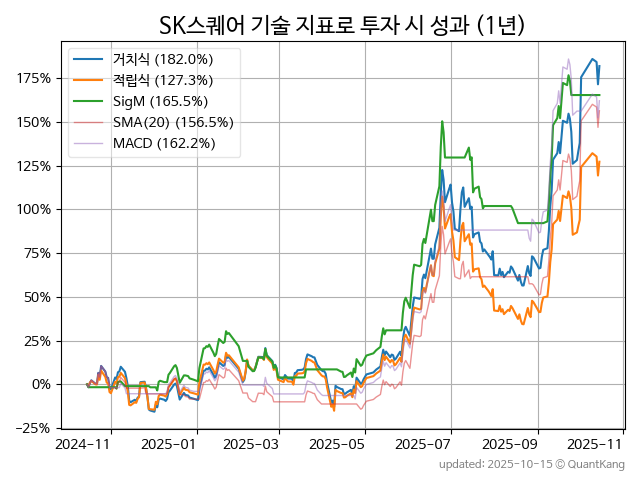 SK스퀘어 기술 지표로 투자 시 성과 (1년)
거치식 (182.0%)
적립식 (127.3%)
SigM (165.5%)
SMA(20) (156.5%)
MACD (162.2%)
175%
150%
125%
100%
75%
50%
25%
0%
−25%
2024-11 2025-01 2025-03 2025-05 2025-07 2025-09 2025-11
updated: 2025-10-15 ⓒ QuantKang